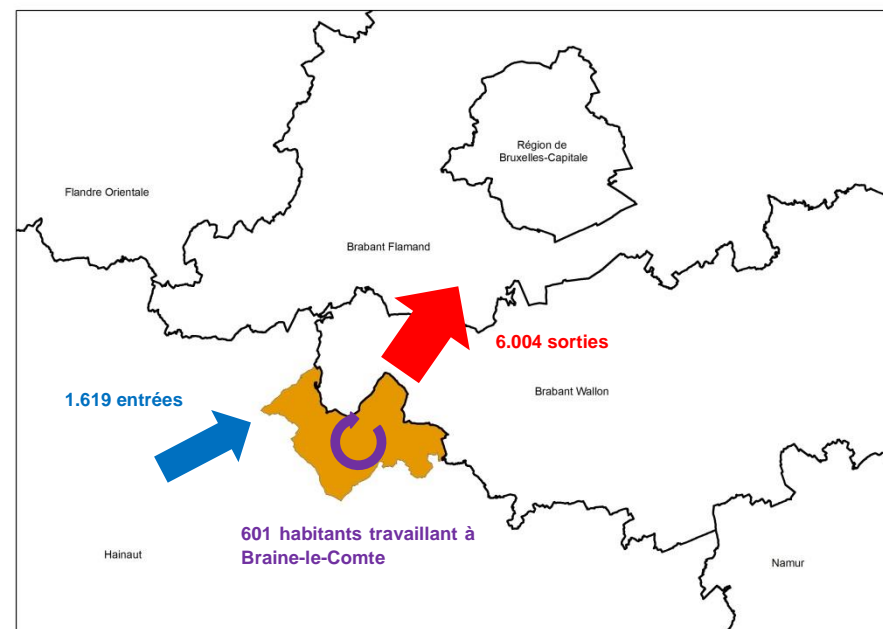 Région de
Bruxelles-Capitale
Flandre Orientale
Brabant Flamand
6.004 sorties
1.619 entrées
Brabant Wallon
601 habitants travaillant à
Braine-le-Comte
Hainaut
Namur